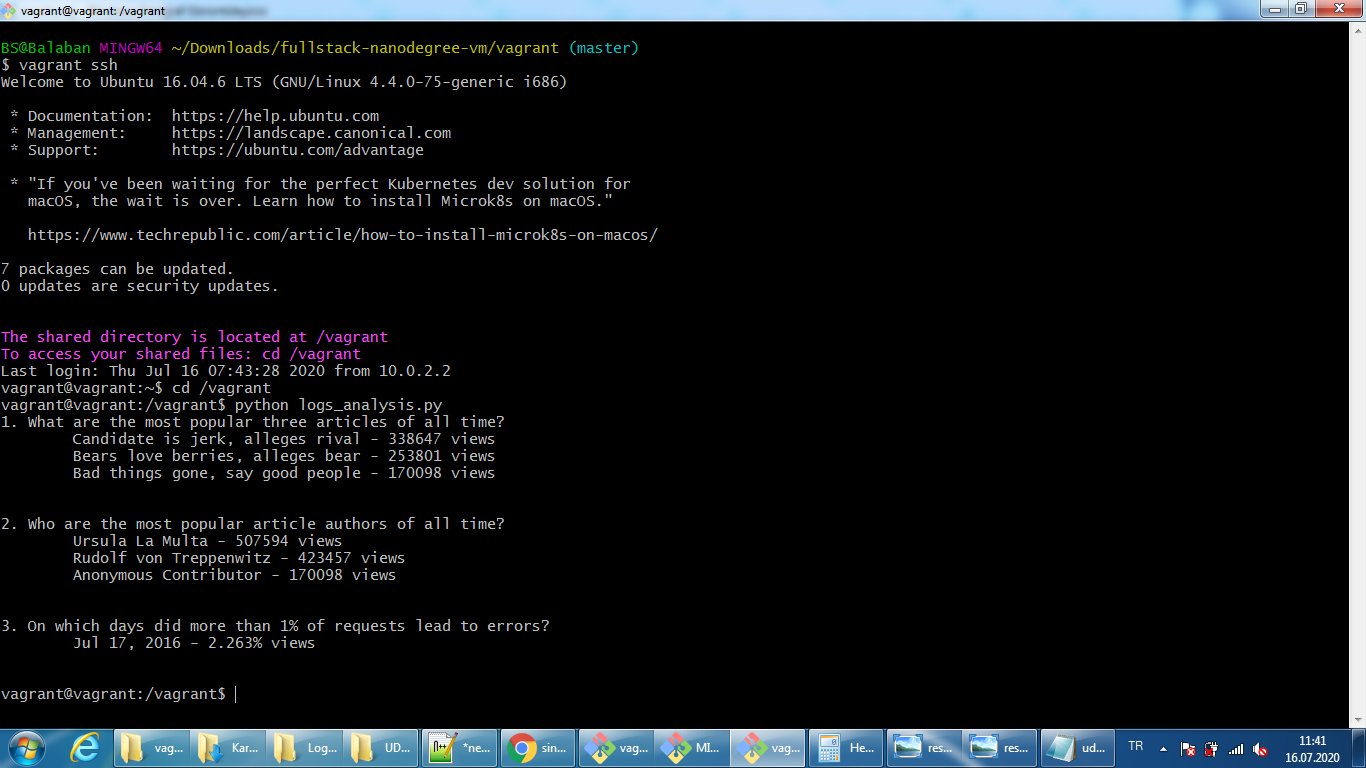 vagrant@vagrant: /vagrant
BS@Balaban MINGW64 ~/Downloads/fullstack-nanodegree-vm/vagrant (master)
$ vagrant ssh
Welcome to Ubuntu 16.04.6 LTS (GNU/Linux 4.4.0-75-generic i686)
* Documentation: https://help.ubuntu.com
* Management: https://landscape.canonical.com
* Support: https://ubuntu.com/advantage
* "If you've been waiting for the perfect Kubernetes dev solution for
macOS, the wait is over. Learn how to install Microk8s on macOS."
https://www.techrepublic.com/article/how-to-install-microk8s-on-macos/
7 packages can be updated.
0 updates are security updates.
The shared directory is located at /vagrant
To access your shared files: cd /vagrant
Last login: Thu Jul 16 07:43:28 2020 from 10.0.2.2
vagrant@vagrant:~$ cd /vagrant
vagrant@vagrant:/vagrant$ python logs_analysis.py
1. What are the most popular three articles of all time?
Candidate is jerk, alleges rival - 338647 views
Bears love berries, alleges bear - 253801 views
Bad things gone, say good people - 170098 views
2. Who are the most popular article authors of all time?
Ursula La Multa - 507594 views
Rudolf von Treppenwitz - 423457 views
Anonymous Contributor - 170098 views
3. On which days did more than 1% of requests lead to errors?
Jul 17, 2016 - 2.263% views
vagrant@vagrant:/vagrant$
vag... Kar... Log... UD... *ne... sin... vag... MI... vag... He... res... res... ud... TR 11:41
16.07.2020